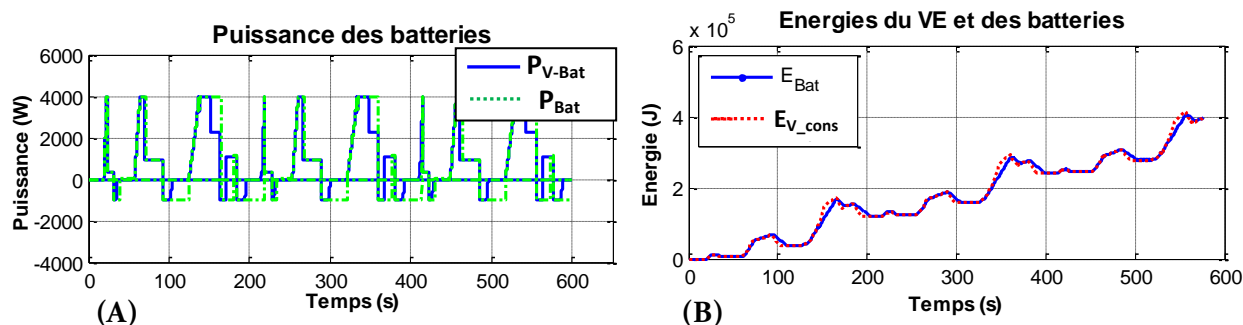 Puissance des batteries
Puissance (W)
6000
4000
2000
0
-2000
-4000
0 100 200 300 400 500 600
Temps (s)
P_V-Bat
P_Bat
(A)
Energies du VE et des batteries
x 10^5
Energie (J)
6
4
2
0
0 100 200 300 400 500 600
Temps (s)
E_Bat
E_V_cons
(B)